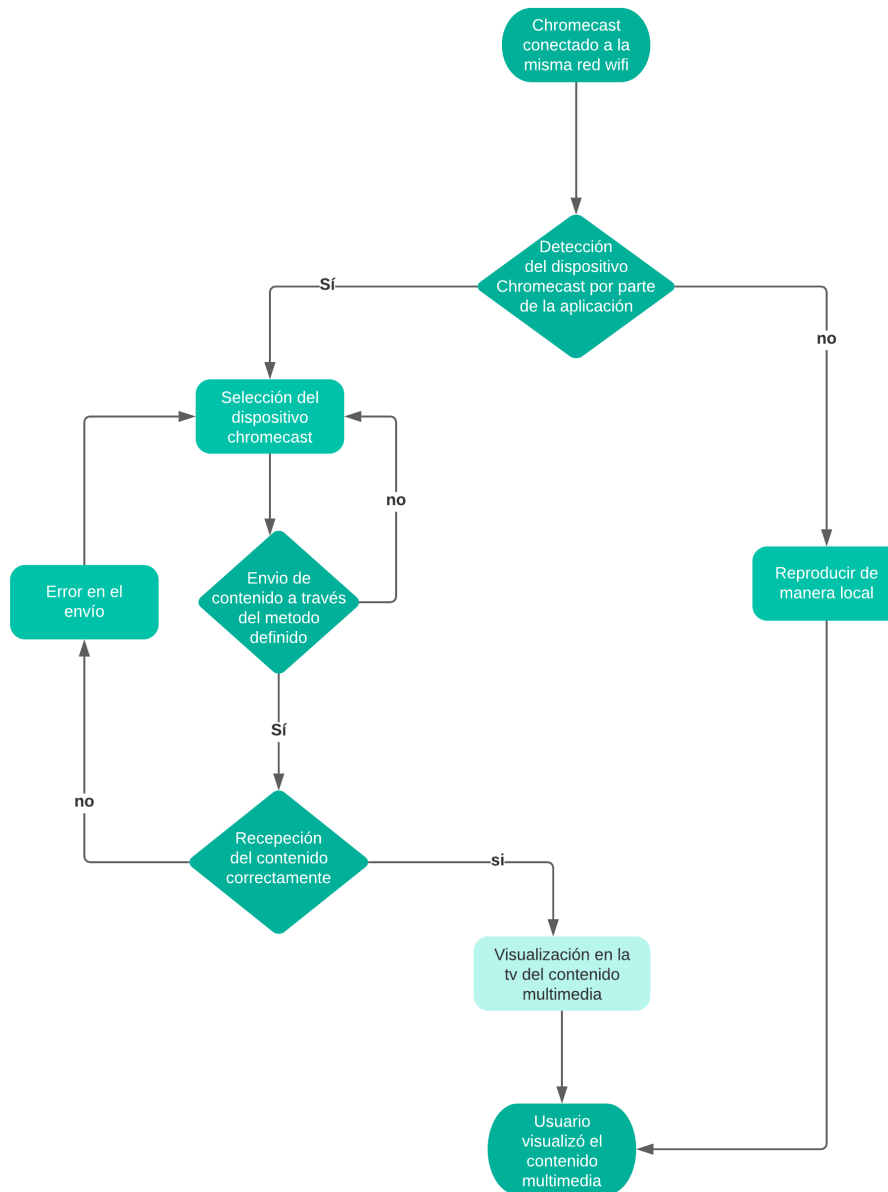 Chromecast
conectado a la
misma red wifi
Detección
del dispositivo
Chromecast por parte
de la aplicación
Sí
no
Selección del
dispositivo
chromecast
no
Envio de
contenido a través
del metodo
definido
Error en el
envío
Reproducir de
manera local
Sí
no
Recepeción
del contenido
correctamente
si
Visualización en la
tv del contenido
multimedia
Usuario
visualizó el
contenido
multimedia